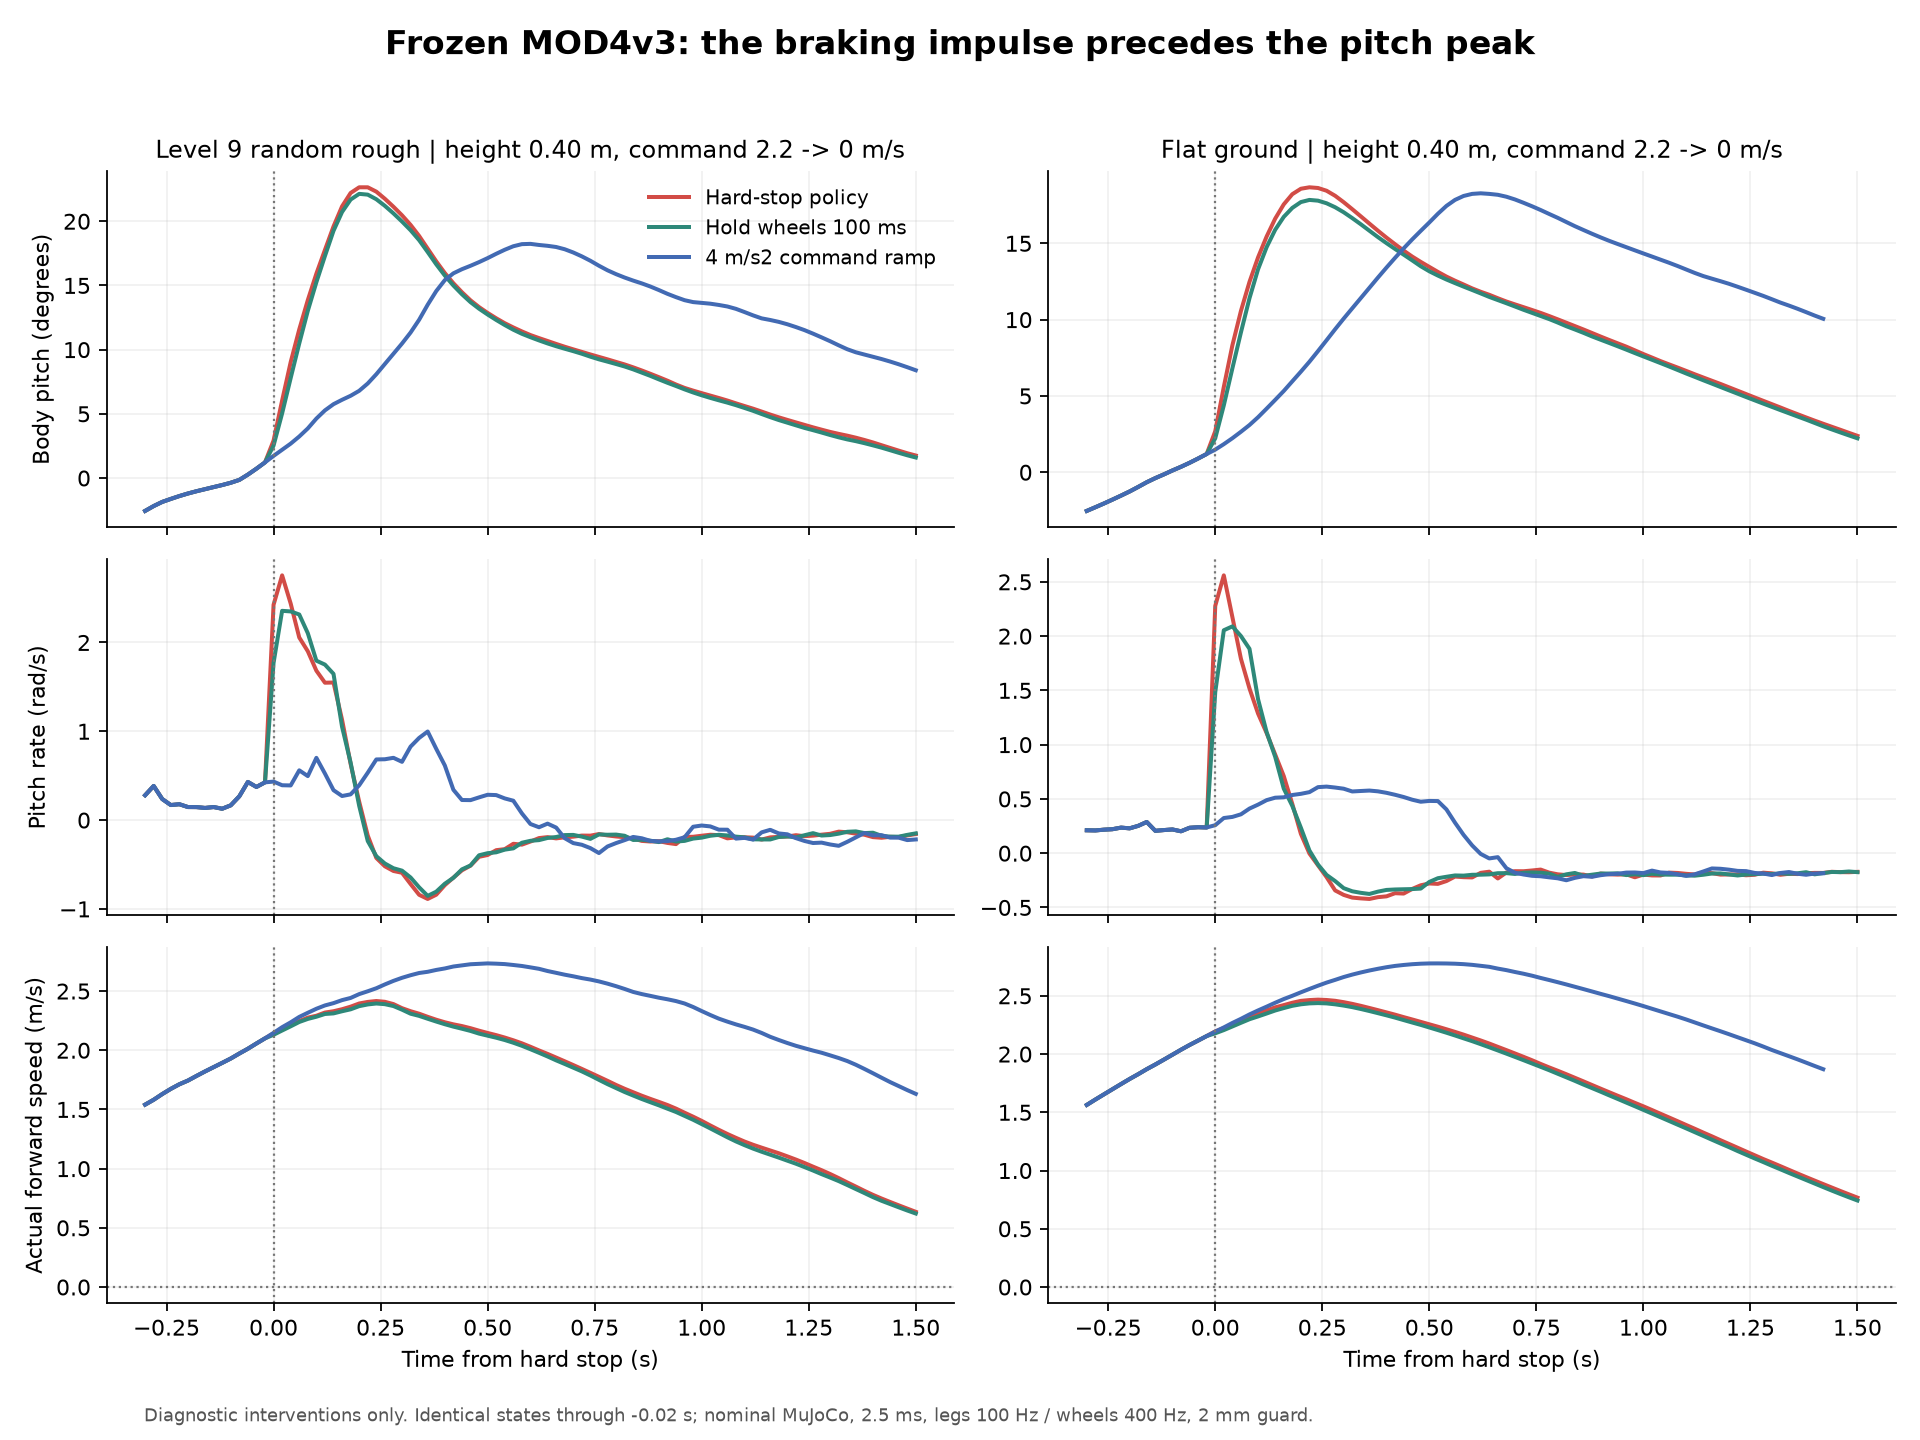 Frozen MOD4v3: the braking impulse precedes the pitch peak
Level 9 random rough | height 0.40 m, command 2.2 -> 0 m/s
Hard-stop policy
Hold wheels 100 ms
4 m/s2 command ramp
Body pitch (degrees)
20
15
10
5
0
Flat ground | height 0.40 m, command 2.2 -> 0 m/s
15
10
5
0
Pitch rate (rad/s)
2
1
0
−1
2.5
2.0
1.5
1.0
0.5
0.0
−0.5
Actual forward speed (m/s)
2.5
2.0
1.5
1.0
0.5
0.0
−0.25 0.00 0.25 0.50 0.75 1.00 1.25 1.50
Time from hard stop (s)
2.5
2.0
1.5
1.0
0.5
0.0
−0.25 0.00 0.25 0.50 0.75 1.00 1.25 1.50
Time from hard stop (s)
Diagnostic interventions only. Identical states through -0.02 s; nominal MuJoCo, 2.5 ms, legs 100 Hz / wheels 400 Hz, 2 mm guard.